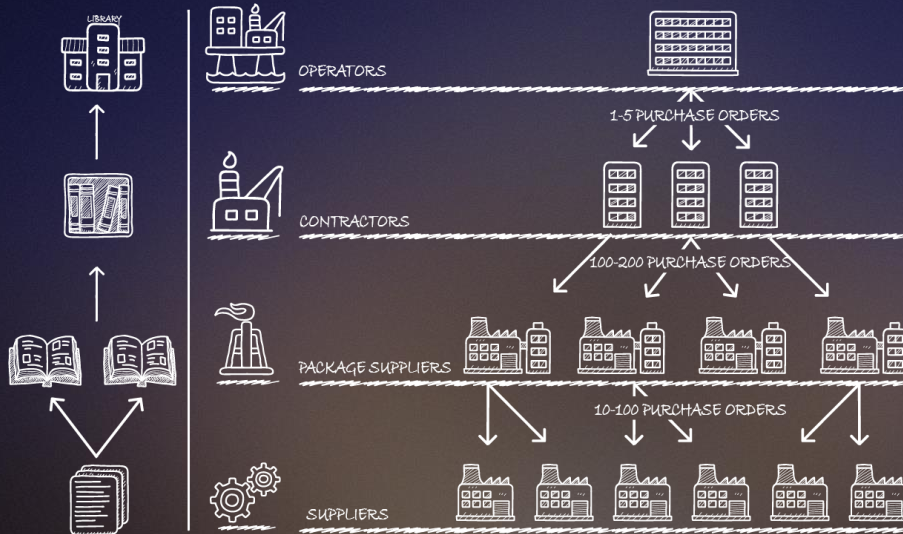 LIBRARY
OPERATORS
1-5 PURCHASE ORDERS
CONTRACTORS
100-200 PURCHASE ORDERS
PACKAGE SUPPLIERS
10-100 PURCHASE ORDERS
SUPPLIERS